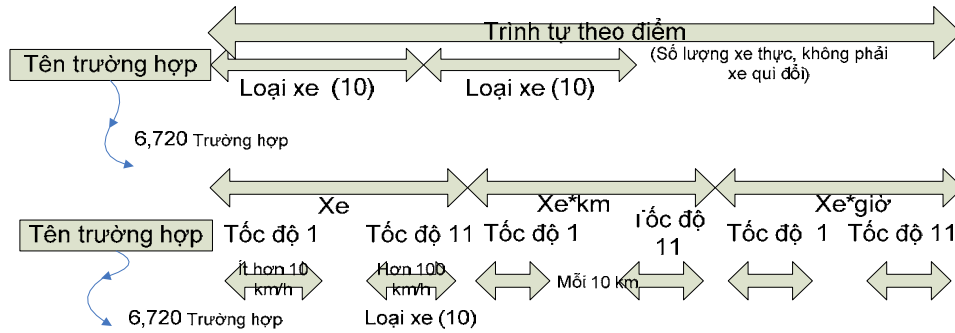 Trình tự theo điểm
Tên trường hợp
(Số lượng xe thực, không phải
xe qui đổi)
Loại xe (10)
Loại xe (10)
6,720 Trường hợp
Xe
Xe*km
Xe*giờ
Tên trường hợp
Tốc độ 1
Tốc độ 11
Tốc độ 1
Tốc độ
11
Tốc độ 1
Tốc độ 11
Ít hơn 10
km/h
Hơn 100
km/h
Mỗi 10 km
Loại xe (10)
6,720 Trường hợp